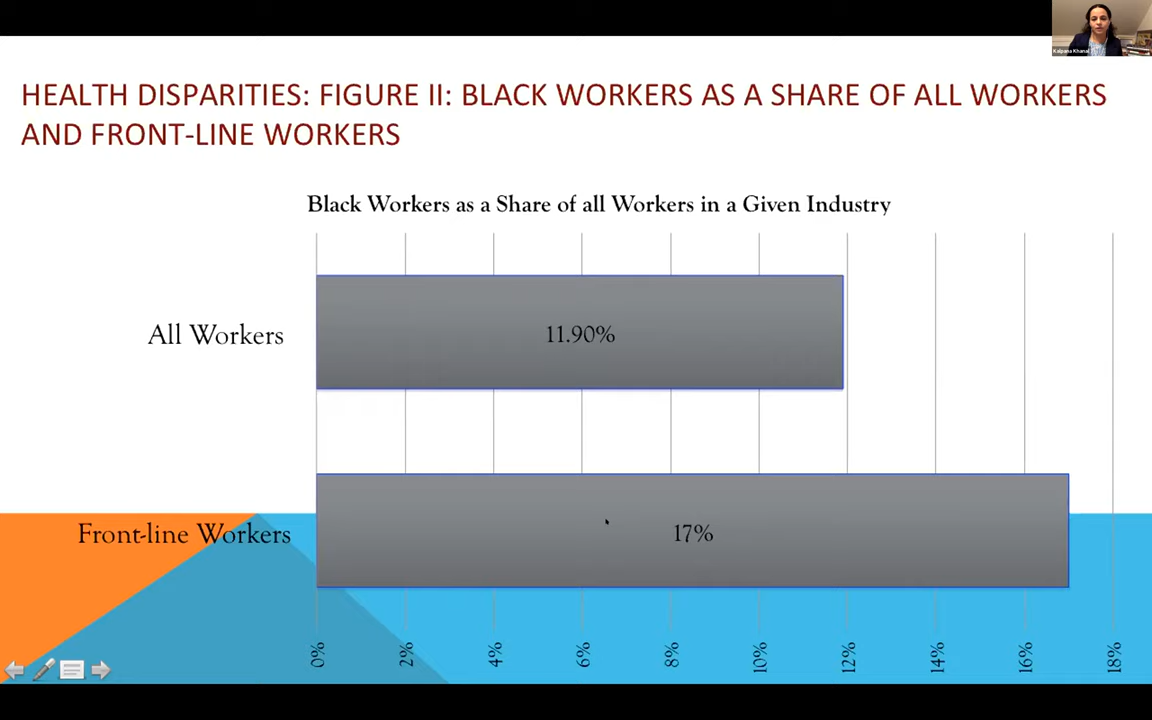 Kalpana Khanal
HEALTH DISPARITIES: FIGURE II: BLACK WORKERS AS A SHARE OF ALL WORKERS
AND FRONT-LINE WORKERS
Black Workers as a Share of all Workers in a Given Industry
All Workers
11.90%
Front-line Workers
17%
0%
2%
4%
6%
8%
10%
12%
14%
16%
18%